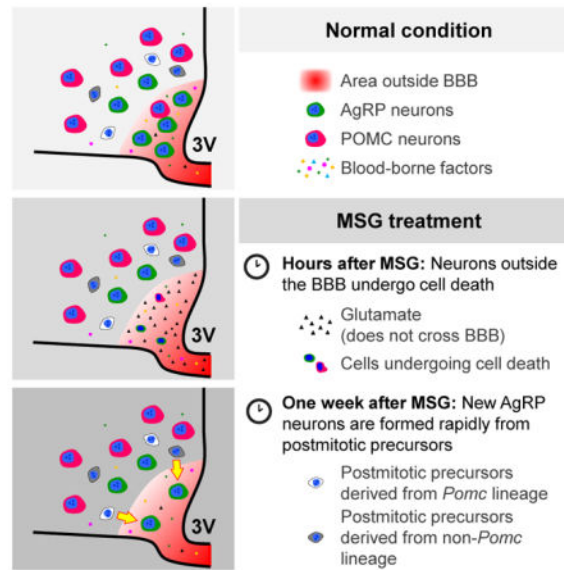 Normal condition
Area outside BBB
AgRP neurons
POMC neurons
Blood-borne factors
3V
MSG treatment
Hours after MSG: Neurons outside
the BBB undergo cell death
Glutamate
(does not cross BBB)
Cells undergoing cell death
3V
One week after MSG: New AgRP
neurons are formed rapidly from
postmitotic precursors
Postmitotic precursors
derived from Pomc lineage
Postmitotic precursors
derived from non-Pomc
lineage
3V